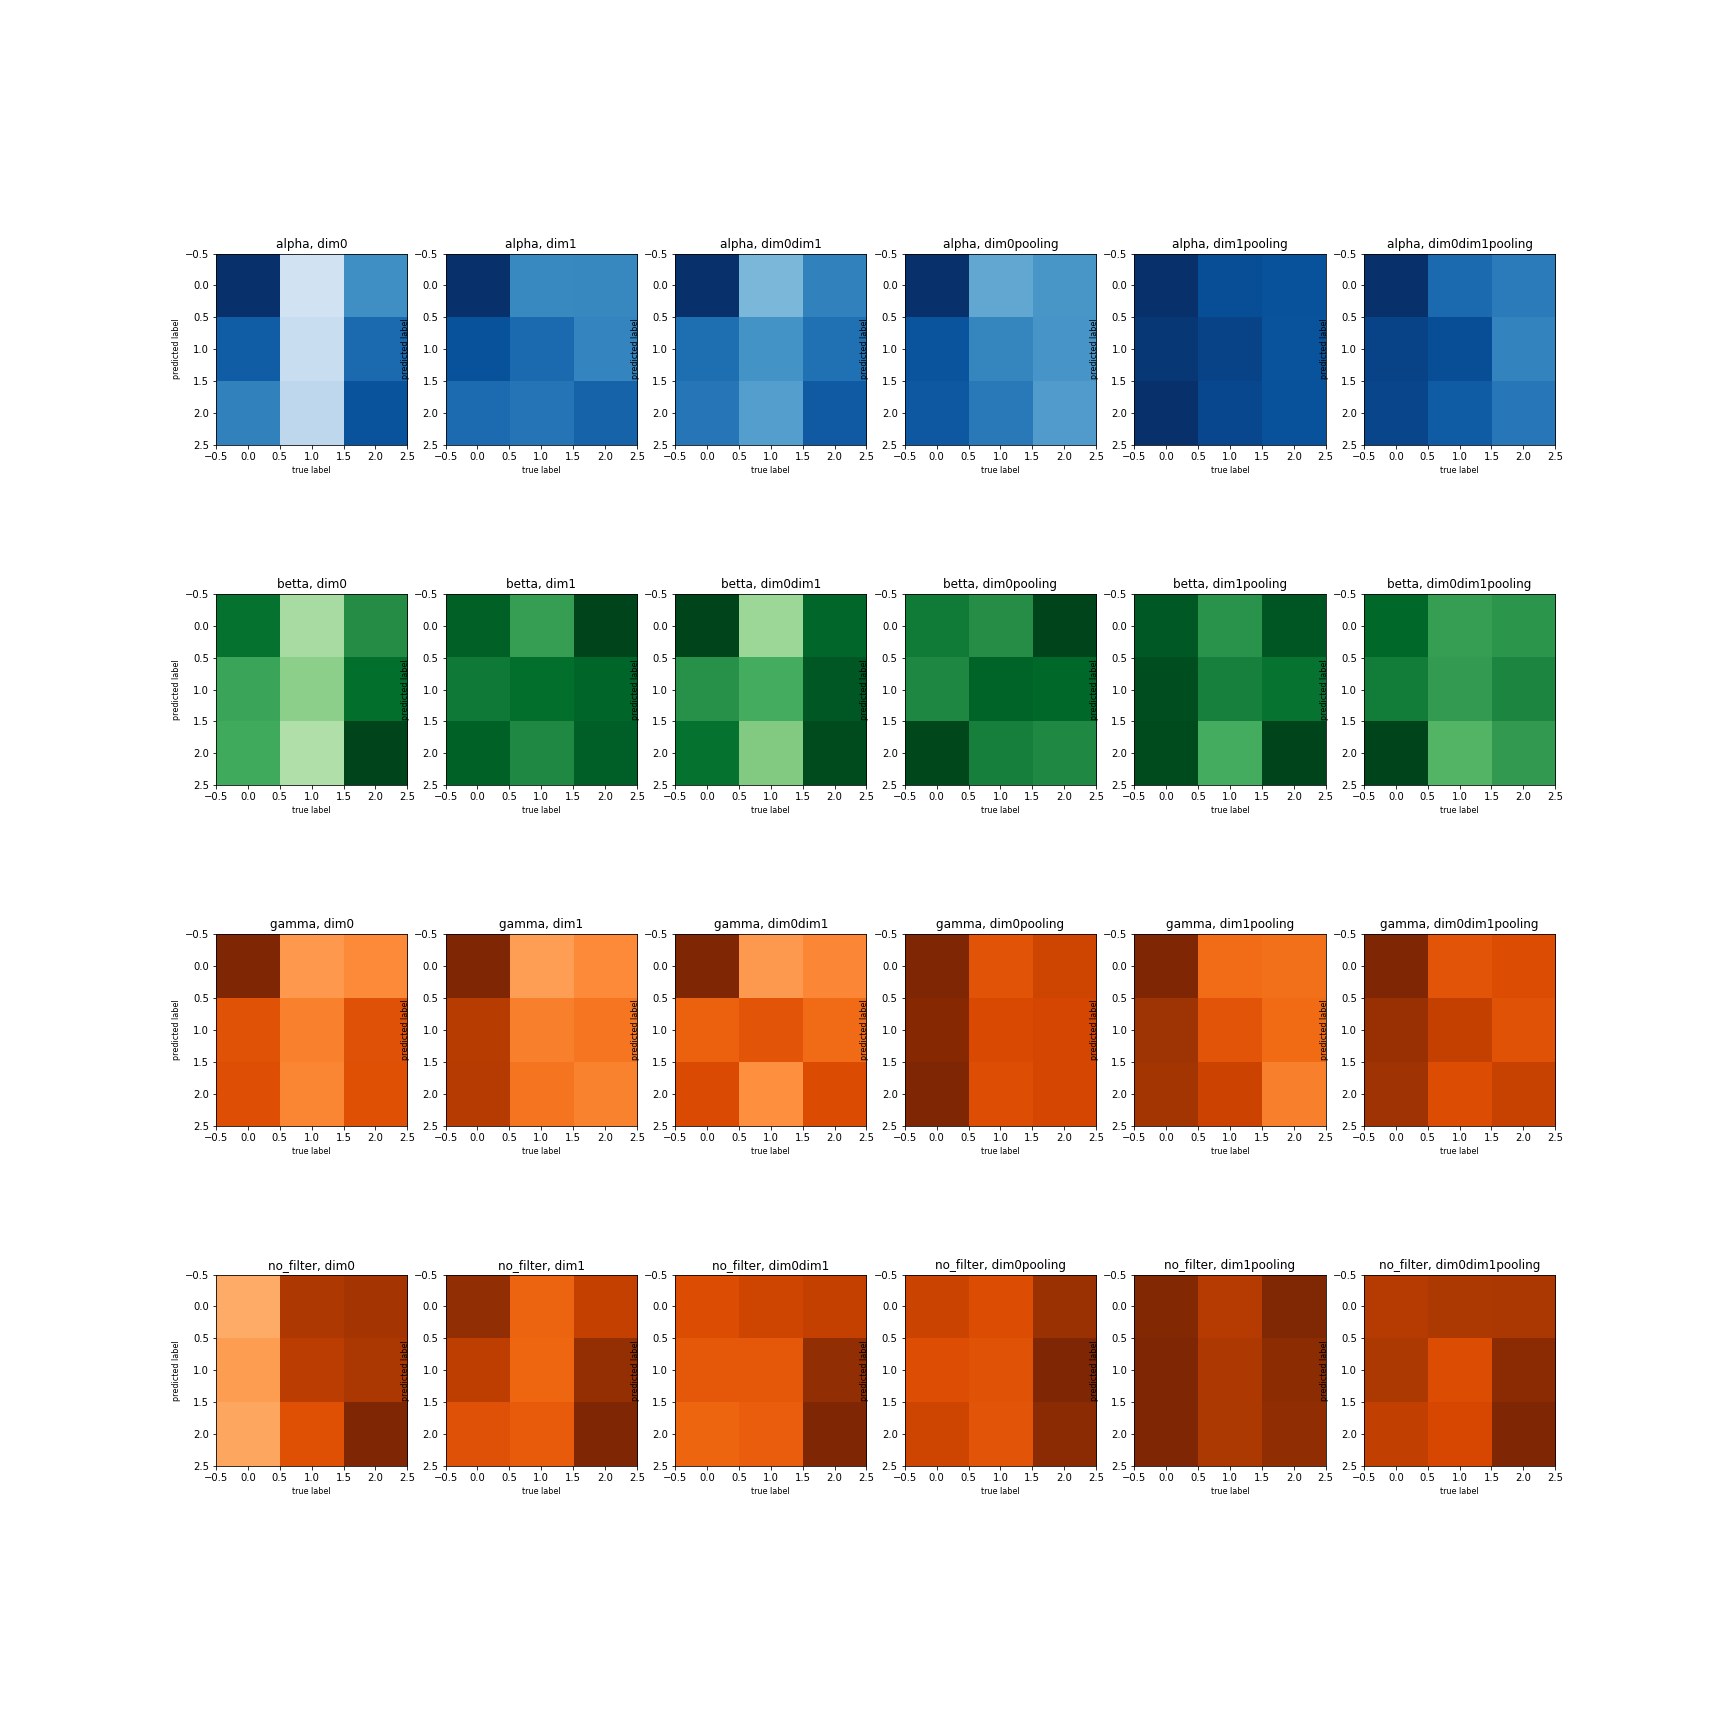 alpha, dim0 alpha, dim1 alpha, dim0dim1 alpha, dim0pooling alpha, dim1pooling alpha, dim0dim1pooling
−0.5 −0.5 −0.5 −0.5 −0.5 −0.5
0.0 0.0 0.0 0.0 0.0 0.0
0.5 0.5 0.5 0.5 0.5 0.5
predicted label predicted label predicted label predicted label predicted label predicted label
1.0 1.0 1.0 1.0 1.0 1.0
1.5 1.5 1.5 1.5 1.5 1.5
2.0 2.0 2.0 2.0 2.0 2.0
2.5 2.5 2.5 2.5 2.5 2.5
−0.5 0.0 0.5 1.0 1.5 2.0 2.5 −0.5 0.0 0.5 1.0 1.5 2.0 2.5 −0.5 0.0 0.5 1.0 1.5 2.0 2.5 −0.5 0.0 0.5 1.0 1.5 2.0 2.5 −0.5 0.0 0.5 1.0 1.5 2.0 2.5 −0.5 0.0 0.5 1.0 1.5 2.0 2.5
true label true label true label true label true label true label
betta, dim0 betta, dim1 betta, dim0dim1 betta, dim0pooling betta, dim1pooling betta, dim0dim1pooling
−0.5 −0.5 −0.5 −0.5 −0.5 −0.5
0.0 0.0 0.0 0.0 0.0 0.0
0.5 0.5 0.5 0.5 0.5 0.5
predicted label predicted label predicted label predicted label predicted label predicted label
1.0 1.0 1.0 1.0 1.0 1.0
1.5 1.5 1.5 1.5 1.5 1.5
2.0 2.0 2.0 2.0 2.0 2.0
2.5 2.5 2.5 2.5 2.5 2.5
−0.5 0.0 0.5 1.0 1.5 2.0 2.5 −0.5 0.0 0.5 1.0 1.5 2.0 2.5 −0.5 0.0 0.5 1.0 1.5 2.0 2.5 −0.5 0.0 0.5 1.0 1.5 2.0 2.5 −0.5 0.0 0.5 1.0 1.5 2.0 2.5 −0.5 0.0 0.5 1.0 1.5 2.0 2.5
true label true label true label true label true label true label
gamma, dim0 gamma, dim1 gamma, dim0dim1 gamma, dim0pooling gamma, dim1pooling gamma, dim0dim1pooling
−0.5 −0.5 −0.5 −0.5 −0.5 −0.5
0.0 0.0 0.0 0.0 0.0 0.0
0.5 0.5 0.5 0.5 0.5 0.5
predicted label predicted label predicted label predicted label predicted label predicted label
1.0 1.0 1.0 1.0 1.0 1.0
1.5 1.5 1.5 1.5 1.5 1.5
2.0 2.0 2.0 2.0 2.0 2.0
2.5 2.5 2.5 2.5 2.5 2.5
−0.5 0.0 0.5 1.0 1.5 2.0 2.5 −0.5 0.0 0.5 1.0 1.5 2.0 2.5 −0.5 0.0 0.5 1.0 1.5 2.0 2.5 −0.5 0.0 0.5 1.0 1.5 2.0 2.5 −0.5 0.0 0.5 1.0 1.5 2.0 2.5 −0.5 0.0 0.5 1.0 1.5 2.0 2.5
true label true label true label true label true label true label
no_filter, dim0 no_filter, dim1 no_filter, dim0dim1 no_filter, dim0pooling no_filter, dim1pooling no_filter, dim0dim1pooling
−0.5 −0.5 −0.5 −0.5 −0.5 −0.5
0.0 0.0 0.0 0.0 0.0 0.0
0.5 0.5 0.5 0.5 0.5 0.5
predicted label predicted label predicted label predicted label predicted label predicted label
1.0 1.0 1.0 1.0 1.0 1.0
1.5 1.5 1.5 1.5 1.5 1.5
2.0 2.0 2.0 2.0 2.0 2.0
2.5 2.5 2.5 2.5 2.5 2.5
−0.5 0.0 0.5 1.0 1.5 2.0 2.5 −0.5 0.0 0.5 1.0 1.5 2.0 2.5 −0.5 0.0 0.5 1.0 1.5 2.0 2.5 −0.5 0.0 0.5 1.0 1.5 2.0 2.5 −0.5 0.0 0.5 1.0 1.5 2.0 2.5 −0.5 0.0 0.5 1.0 1.5 2.0 2.5
true label true label true label true label true label true label